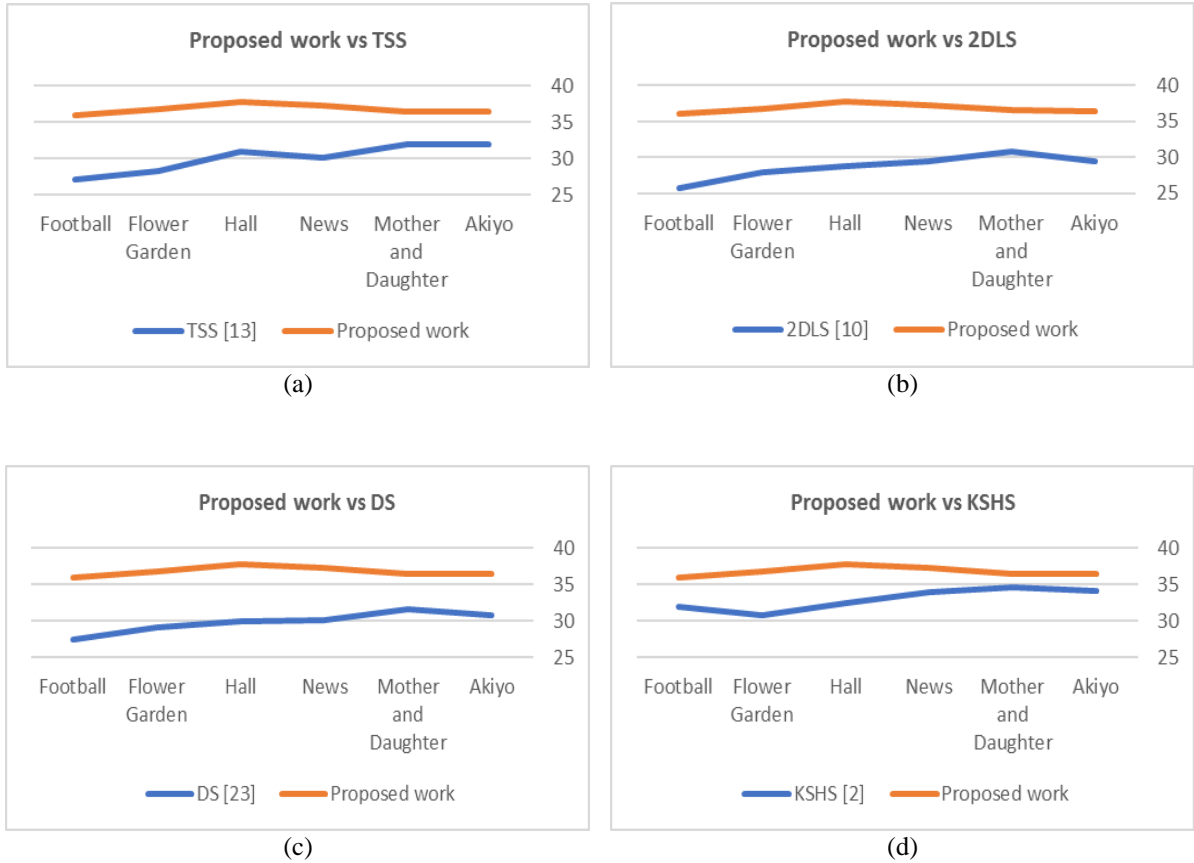 Proposed work vs TSS
40
35
30
25
Football Flower Hall News Mother Akiyo
Garden and
Daughter
TSS [13] Proposed work
(a)
Proposed work vs 2DLS
40
35
30
25
Football Flower Hall News Mother Akiyo
Garden and
Daughter
2DLS [10] Proposed work
(b)
Proposed work vs DS
40
35
30
25
Football Flower Hall News Mother Akiyo
Garden and
Daughter
DS [23] Proposed work
(c)
Proposed work vs KSHS
40
35
30
25
Football Flower Hall News Mother Akiyo
Garden and
Daughter
KSHS [2] Proposed work
(d)